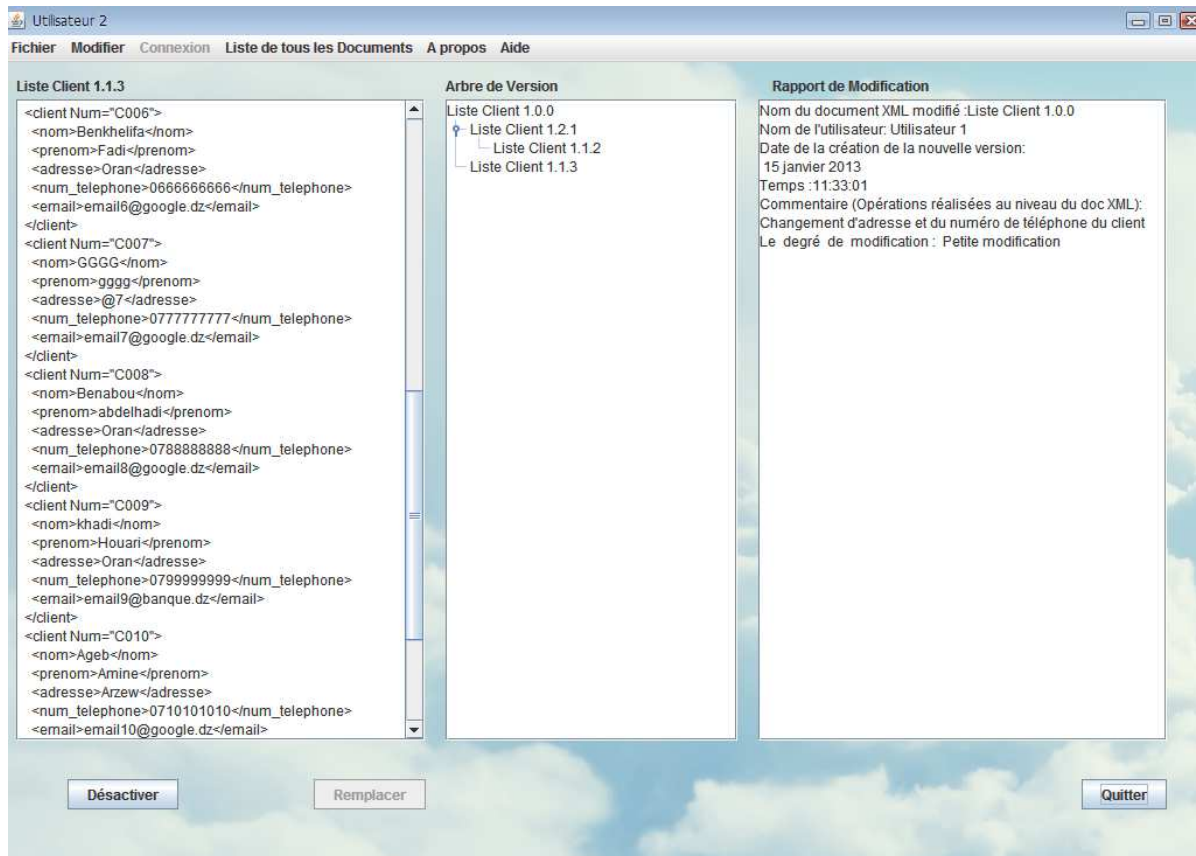 Utilisateur 2
Fichier Modifier Connexion Liste de tous les Documents A propos Aide
Liste Client 1.1.3
<client Num="C006">
<nom>Benkhelifa</nom>
<prenom>Fadi</prenom>
<adresse>Oran</adresse>
<num_telephone>0666666666</num_telephone>
<email>email6@google.dz</email>
</client>
<client Num="C007">
<nom>GGGG</nom>
<prenom>gggg</prenom>
<adresse>@7</adresse>
<num_telephone>0777777777</num_telephone>
<email>email7@google.dz</email>
</client>
<client Num="C008">
<nom>Benabou</nom>
<prenom>abdelhadi</prenom>
<adresse>Oran</adresse>
<num_telephone>0788888888</num_telephone>
<email>email8@google.dz</email>
</client>
<client Num="C009">
<nom>khadi</nom>
<prenom>Houari</prenom>
<adresse>Oran</adresse>
<num_telephone>0799999999</num_telephone>
<email>email9@banque.dz</email>
</client>
<client Num="C010">
<nom>Ageb</nom>
<prenom>Amine</prenom>
<adresse>Arzew</adresse>
<num_telephone>0710101010</num_telephone>
<email>email10@google.dz</email>
Arbre de Version
Liste Client 1.0.0
Liste Client 1.2.1
Liste Client 1.1.2
Liste Client 1.1.3
Rapport de Modification
Nom du document XML modifié :Liste Client 1.0.0
Nom de l'utilisateur: Utilisateur 1
Date de la création de la nouvelle version:
15 janvier 2013
Temps :11:33:01
Commentaire (Opérations réalisées au niveau du doc XML):
Changement d'adresse et du numéro de téléphone du client
Le degré de modification : Petite modification
Désactiver
Remplacer
Quitter